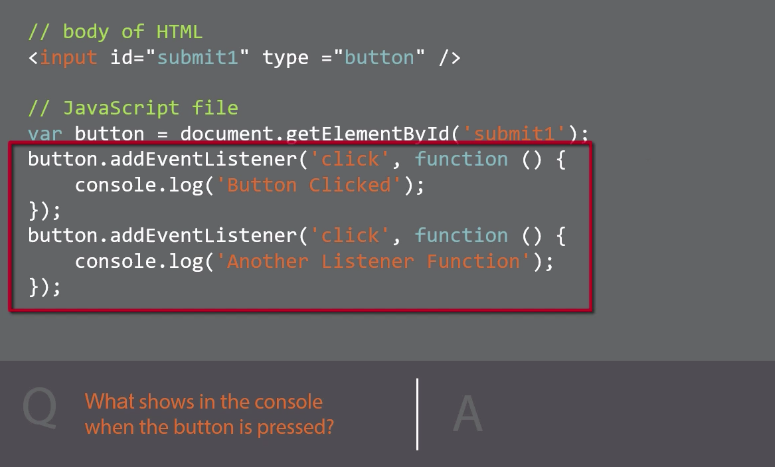 // body of HTML
<input id="submit1" type ="button" />
// JavaScript file
var button = document.getElementById('submit1');
button.addEventListener('click', function () {
    console.log('Button Clicked');
});
button.addEventListener('click', function () {
    console.log('Another Listener Function');
});
Q
What shows in the console
when the button is pressed?
A